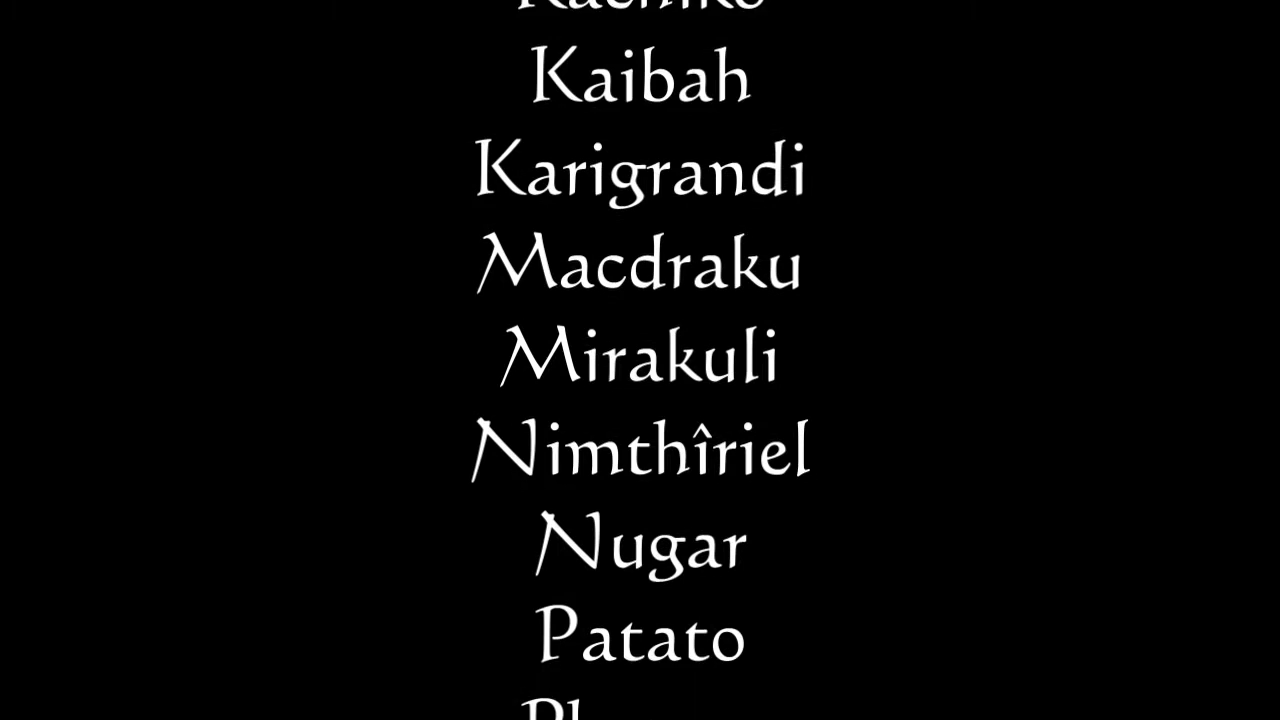 Kaibah
Karigrandi
Macdraku
Mirakuli
Nimthîriel
Nugar
Patato